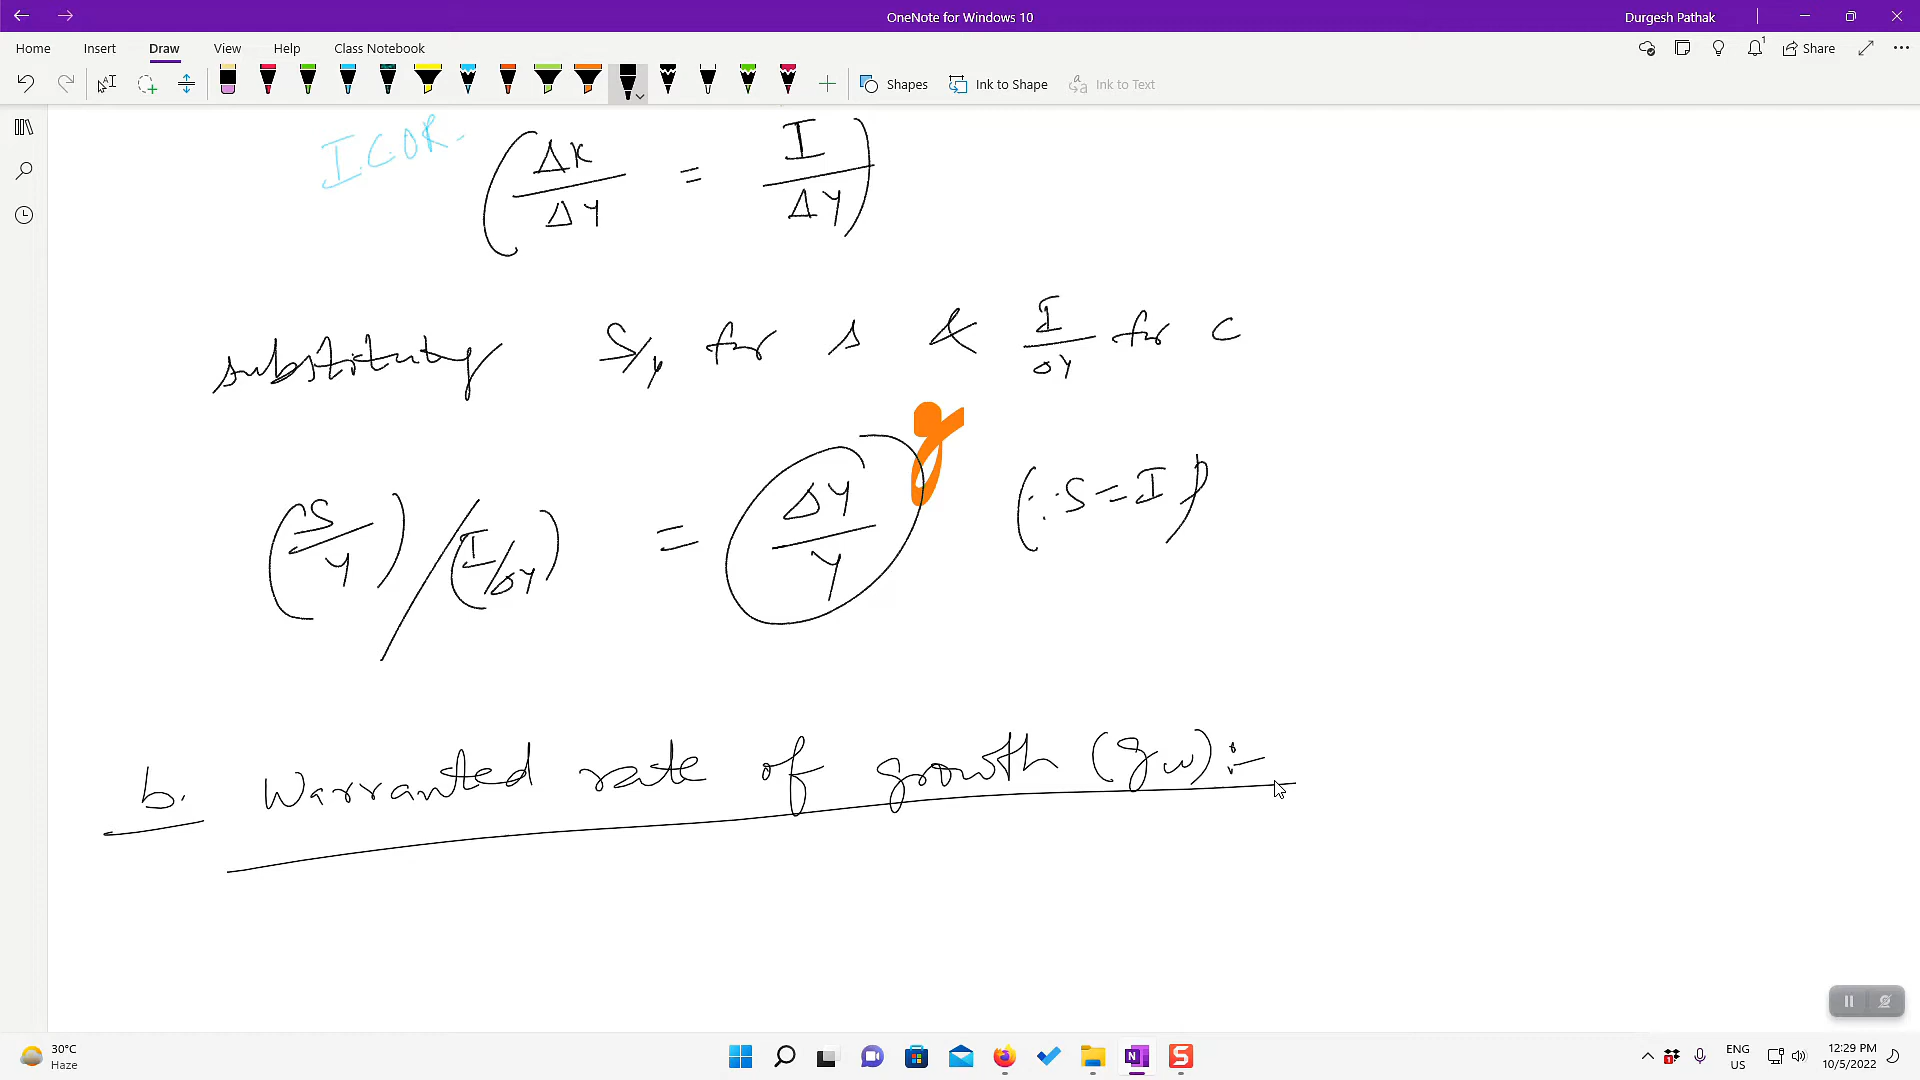 OneNote for Windows 10
Durgesh Pathak
Home Insert Draw View Help Class Notebook
1
Share
Shapes Ink to Shape Ink to Text
I.C.O.R.
(ΔK/ΔY = I/ΔY)
substituting S/Y for s & I/ΔY for c
(S/Y)/(I/ΔY) = ΔY/Y g (∵ S = I)
b. Warranted rate of growth (gw) :-
30°C
Haze
ENG
US
12:29 PM
10/5/2022